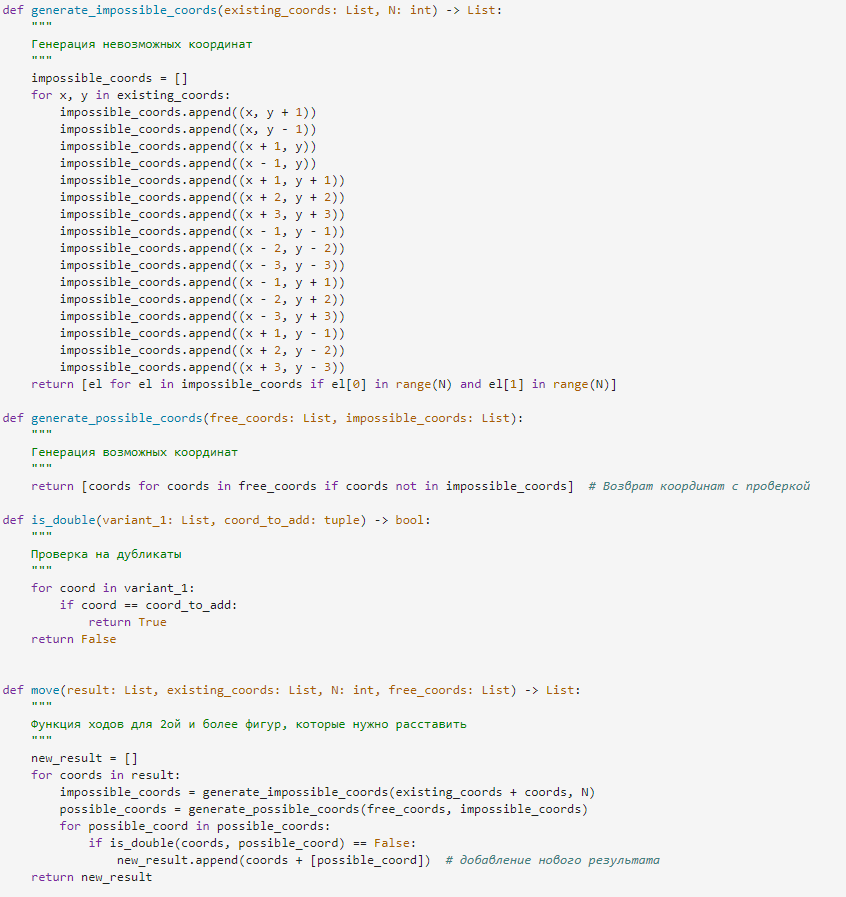 def generate_impossible_coords(existing_coords: List, N: int) -> List:
    """
    Генерация невозможных координат
    """
    impossible_coords = []
    for x, y in existing_coords:
        impossible_coords.append((x, y + 1))
        impossible_coords.append((x, y - 1))
        impossible_coords.append((x + 1, y))
        impossible_coords.append((x - 1, y))
        impossible_coords.append((x + 1, y + 1))
        impossible_coords.append((x + 2, y + 2))
        impossible_coords.append((x + 3, y + 3))
        impossible_coords.append((x - 1, y - 1))
        impossible_coords.append((x - 2, y - 2))
        impossible_coords.append((x - 3, y - 3))
        impossible_coords.append((x - 1, y + 1))
        impossible_coords.append((x - 2, y + 2))
        impossible_coords.append((x - 3, y + 3))
        impossible_coords.append((x + 1, y - 1))
        impossible_coords.append((x + 2, y - 2))
        impossible_coords.append((x + 3, y - 3))
    return [el for el in impossible_coords if el[0] in range(N) and el[1] in range(N)]

def generate_possible_coords(free_coords: List, impossible_coords: List):
    """
    Генерация возможных координат
    """
    return [coords for coords in free_coords if coords not in impossible_coords]  # Возврат координат с проверкой

def is_double(variant_1: List, coord_to_add: tuple) -> bool:
    """
    Проверка на дубликаты
    """
    for coord in variant_1:
        if coord == coord_to_add:
            return True
    return False


def move(result: List, existing_coords: List, N: int, free_coords: List) -> List:
    """
    Функция ходов для 2ой и более фигур, которые нужно расставить
    """
    new_result = []
    for coords in result:
        impossible_coords = generate_impossible_coords(existing_coords + coords, N)
        possible_coords = generate_possible_coords(free_coords, impossible_coords)
        for possible_coord in possible_coords:
            if is_double(coords, possible_coord) == False:
                new_result.append(coords + [possible_coord])  # добавление нового результата
    return new_result